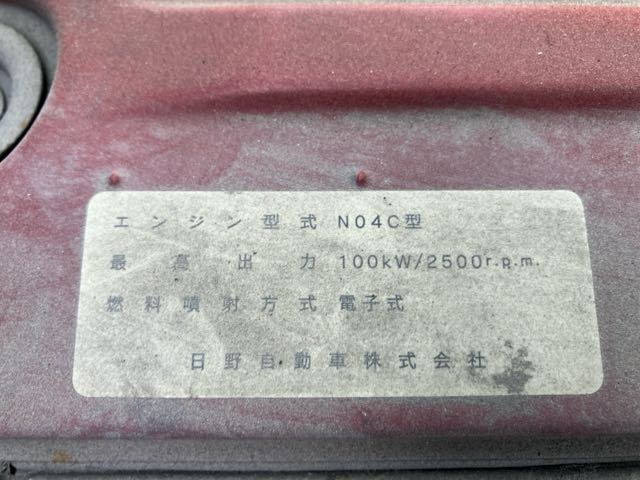 エンジン型式 N04C型
最高出力 100kW/2500r.p.m.
燃料噴射方式 電子式
日野自動車株式会社